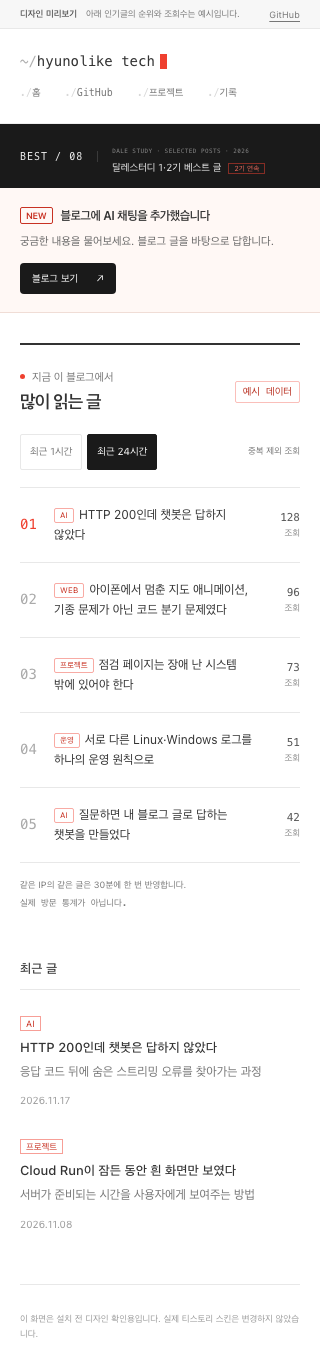 디자인 미리보기 아래 인기글의 순위와 조회수는 예시입니다. GitHub
~/hyunolike tech
./홈 ./GitHub ./프로젝트 ./기록
BEST / 08
DALE STUDY · SELECTED POSTS · 2026
달레스터디 1·2기 베스트 글 2기 연속
NEW 블로그에 AI 채팅을 추가했습니다
궁금한 내용을 물어보세요. 블로그 글을 바탕으로 답합니다.
블로그 보기 ↗
지금 이 블로그에서
많이 읽는 글
예시 데이터
최근 1시간 최근 24시간 중복 제외 조회
01 AI HTTP 200인데 챗봇은 답하지
않았다
128
조회
02 WEB 아이폰에서 멈춘 지도 애니메이션,
기종 문제가 아닌 코드 분기 문제였다
96
조회
03 프로젝트 점검 페이지는 장애 난 시스템
밖에 있어야 한다
73
조회
04 운영 서로 다른 Linux·Windows 로그를
하나의 운영 원칙으로
51
조회
05 AI 질문하면 내 블로그 글로 답하는
챗봇을 만들었다
42
조회
같은 IP의 같은 글은 30분에 한 번 반영합니다.
실제 방문 통계가 아닙니다.
최근 글
AI
HTTP 200인데 챗봇은 답하지 않았다
응답 코드 뒤에 숨은 스트리밍 오류를 찾아가는 과정
2026.11.17
프로젝트
Cloud Run이 잠든 동안 흰 화면만 보였다
서버가 준비되는 시간을 사용자에게 보여주는 방법
2026.11.08
이 화면은 설치 전 디자인 확인용입니다. 실제 티스토리 스킨은 변경하지 않았습
니다.